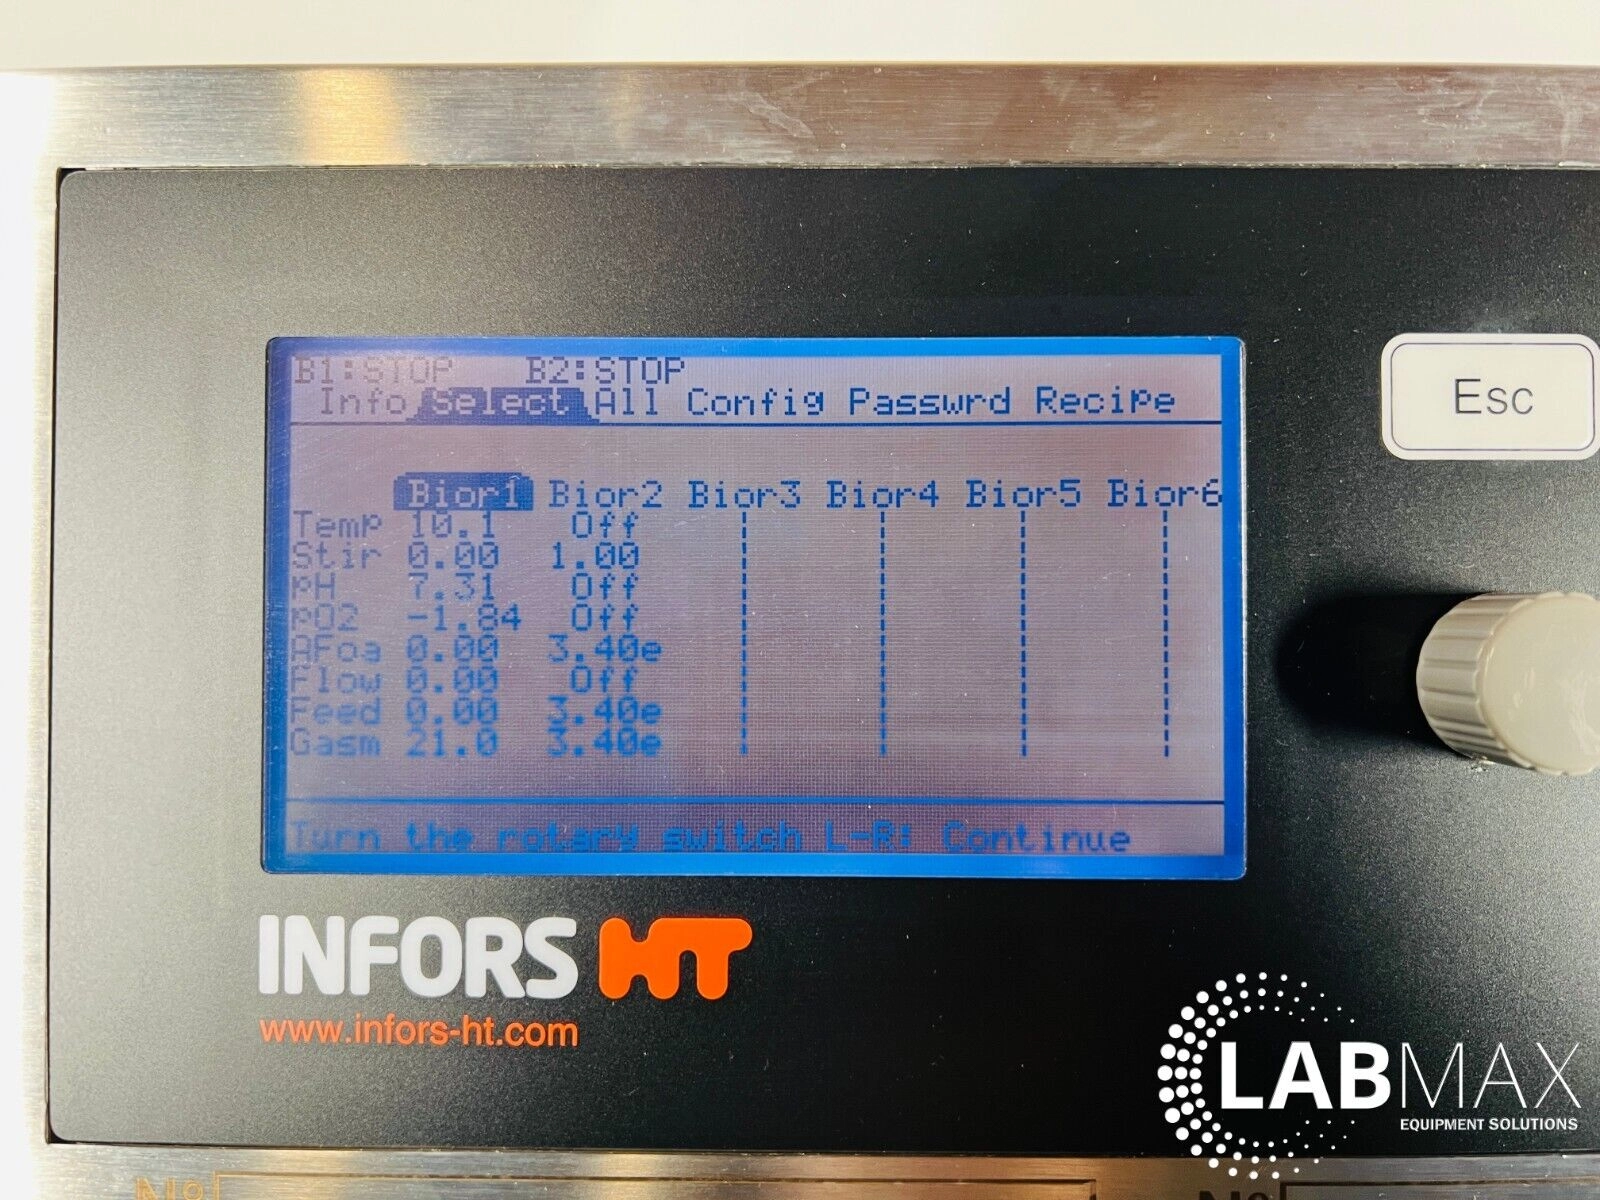 B1:STOP B2:STOP
Info Select All Config Passwrd Recipe
Bior1 Bior2 Bior3 Bior4 Bior5 Bior6
Temp 10.1 Off
Stir 0.00 1.00
pH 7.31 Off
pO2 -1.84 Off
AFoa 0.00 3.40e
Flow 0.00 Off
Feed 0.00 3.40e
Gasm 21.0 3.40e
Turn the rotary switch L-R: Continue
Esc
INFORS HT
www.infors-ht.com
LABMAX
EQUIPMENT SOLUTIONS
Nº
Nº